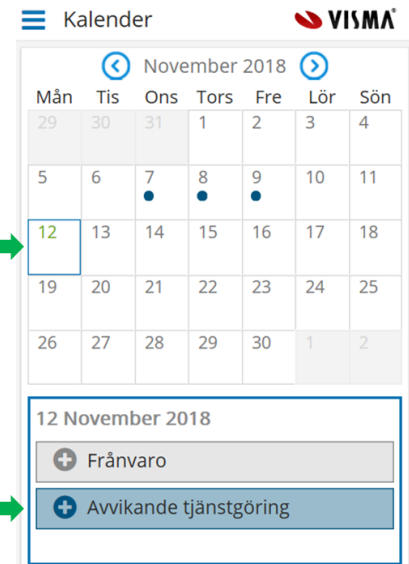 Kalender VISMA
November 2018
Mån Tis Ons Tors Fre Lör Sön
29 30 31 1 2 3 4
5 6 7 8 9 10 11
12 13 14 15 16 17 18
19 20 21 22 23 24 25
26 27 28 29 30 1 2
12 November 2018
Frånvaro
Avvikande tjänstgöring